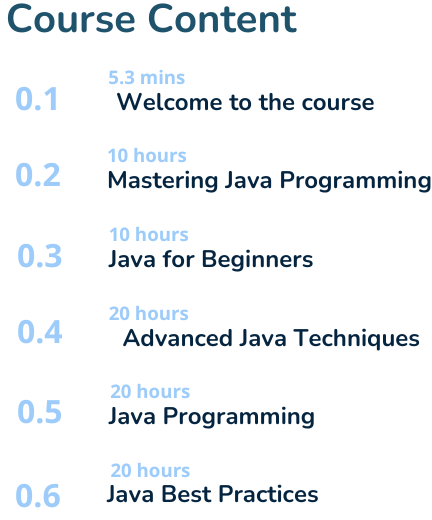 Course Content
5.3 mins
0.1 Welcome to the course
10 hours
0.2 Mastering Java Programming
10 hours
0.3 Java for Beginners
20 hours
0.4 Advanced Java Techniques
20 hours
0.5 Java Programming
20 hours
0.6 Java Best Practices